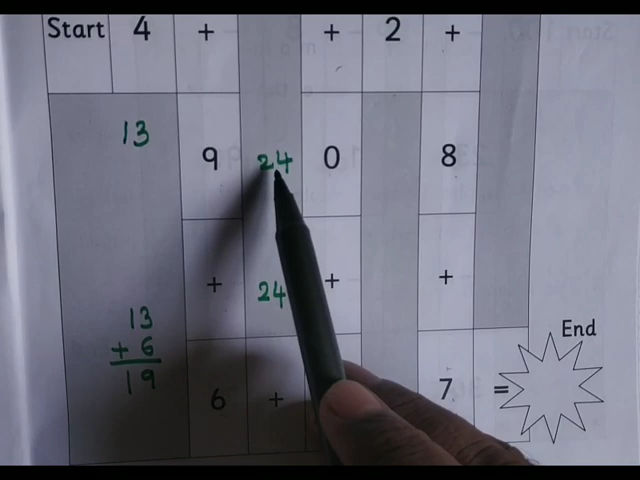 Start 4 + + 2 +
13
9 24 0 8
+ 24 + +
13
+ 6
19
6 + 7 =
End